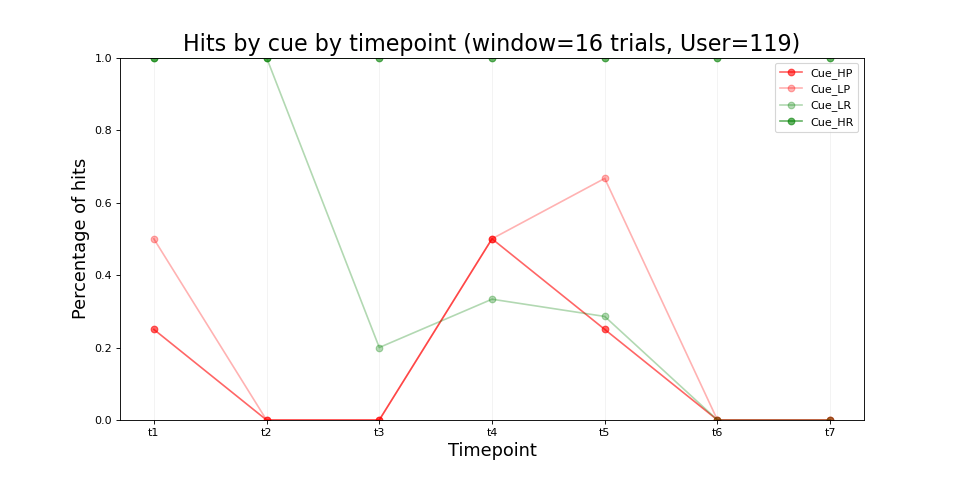 Hits by cue by timepoint (window=16 trials, User=119)
Percentage of hits
1.0
0.8
0.6
0.4
0.2
0.0
Cue_HP
Cue_LP
Cue_LR
Cue_HR
t1 t2 t3 t4 t5 t6 t7
Timepoint